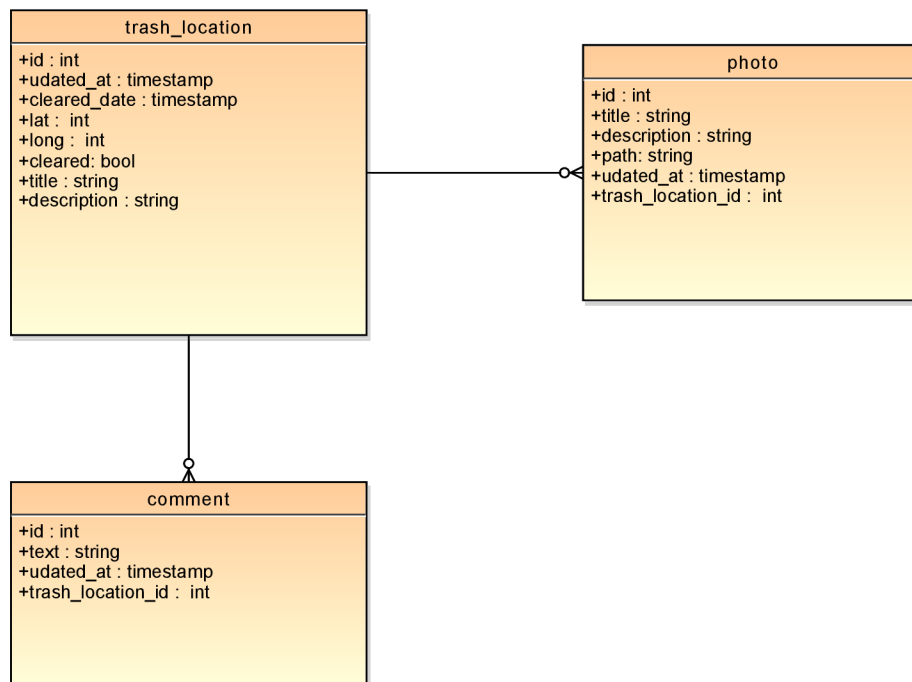 trash_location
+id : int
+udated_at : timestamp
+cleared_date : timestamp
+lat :  int
+long :  int
+cleared: bool
+title : string
+description : string
photo
+id : int
+title : string
+description : string
+path: string
+udated_at : timestamp
+trash_location_id :  int
comment
+id : int
+text : string
+udated_at : timestamp
+trash_location_id :  int